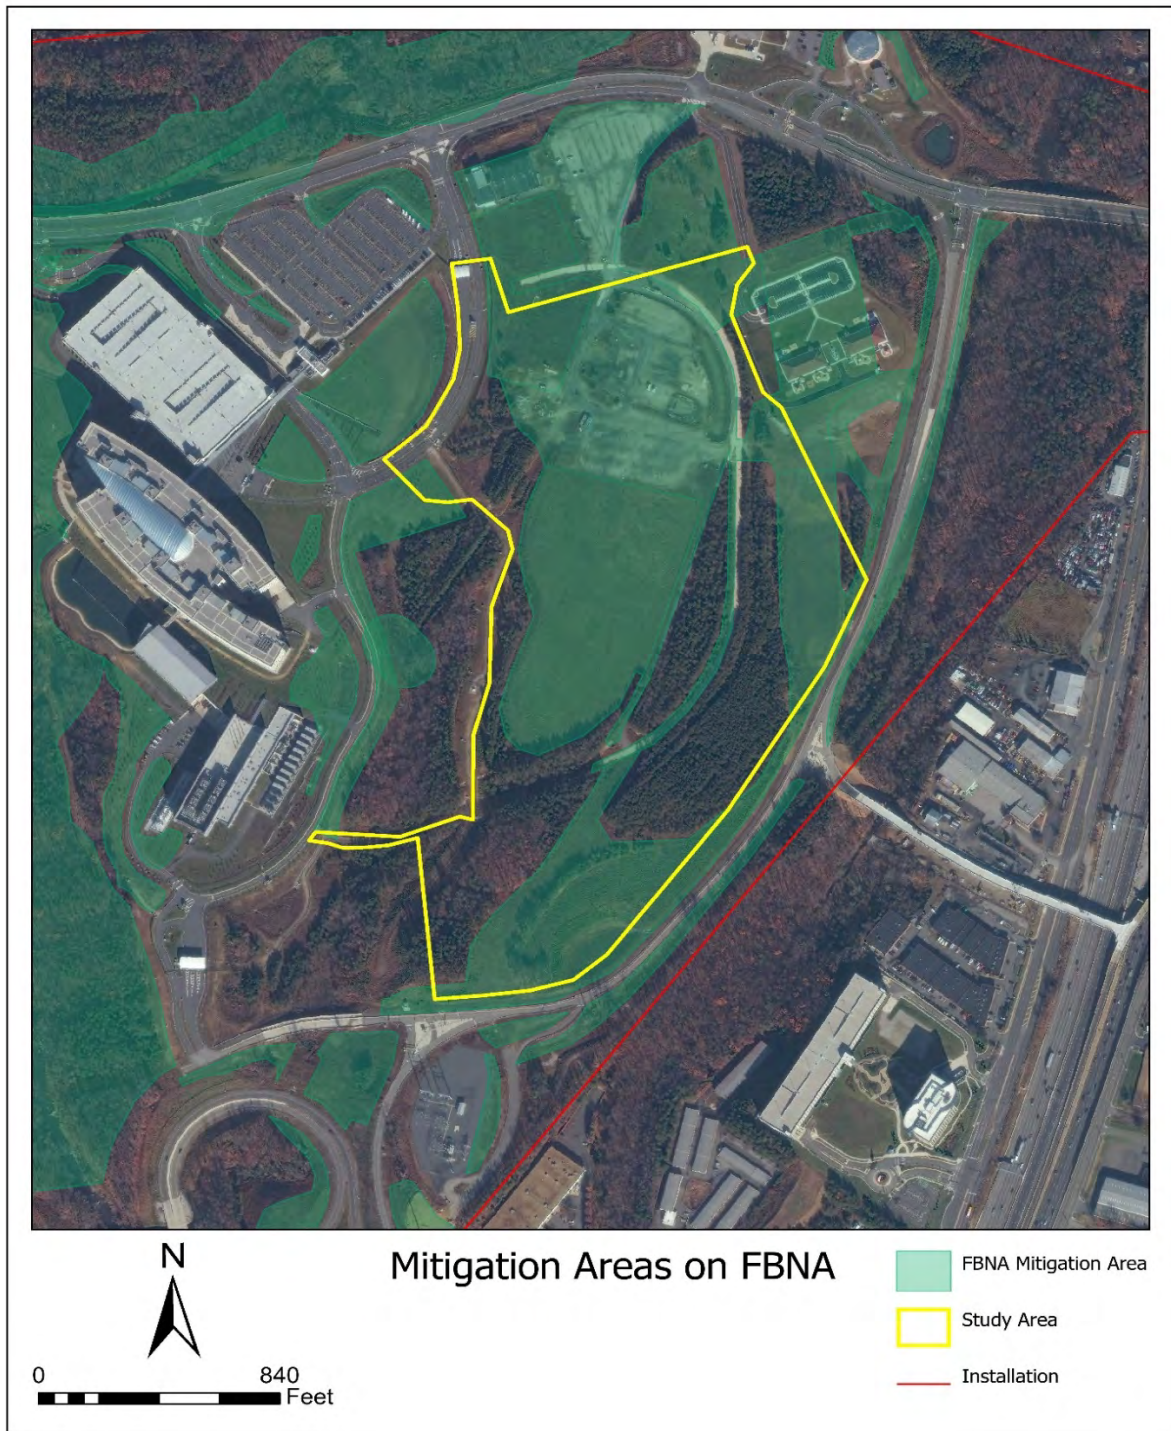 Mitigation Areas on FBNA
N
0 840
Feet
FBNA Mitigation Area
Study Area
Installation